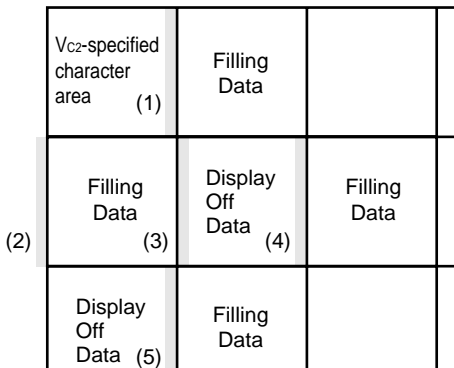 VC2-specified
character
area (1)
Filling
Data
(2)
Filling
Data (3)
Display
Off
Data (4)
Filling
Data
Display
Off
Data (5)
Filling
Data